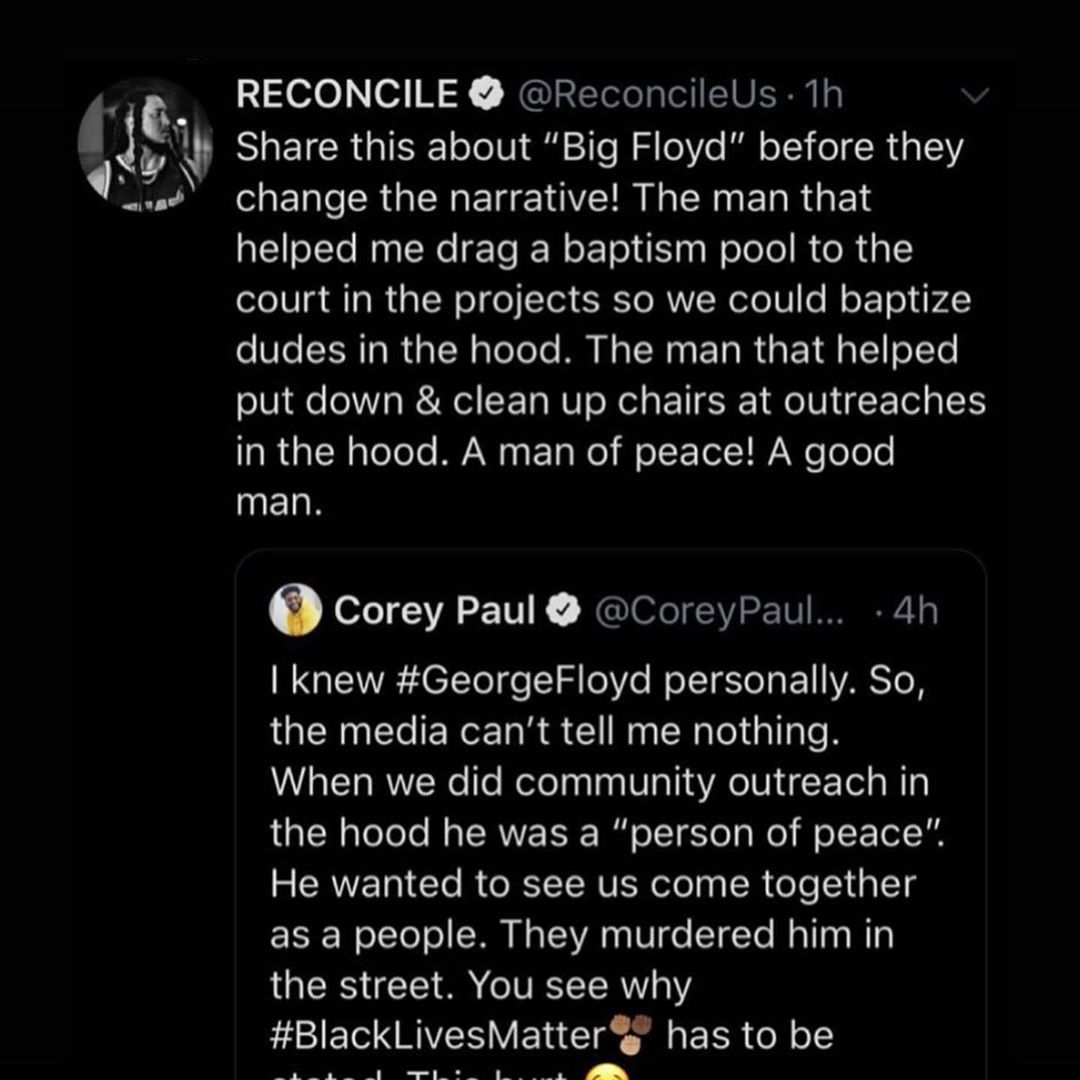 RECONCILE @ReconcileUs · 1h
Share this about “Big Floyd” before they
change the narrative! The man that
helped me drag a baptism pool to the
court in the projects so we could baptize
dudes in the hood. The man that helped
put down & clean up chairs at outreaches
in the hood. A man of peace! A good
man.
Corey Paul @CoreyPaul... · 4h
I knew #GeorgeFloyd personally. So,
the media can’t tell me nothing.
When we did community outreach in
the hood he was a “person of peace”.
He wanted to see us come together
as a people. They murdered him in
the street. You see why
#BlackLivesMatter has to be
stated. This hurt